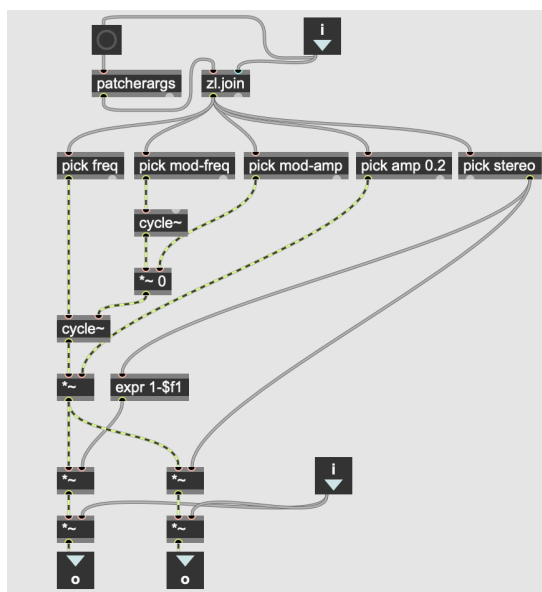 i
patcherargs
zl.join
pick freq
pick mod-freq
pick mod-amp
pick amp 0.2
pick stereo
cycle~
*~ 0
cycle~
*~
expr 1-$f1
*~
*~
i
*~
*~
o
o